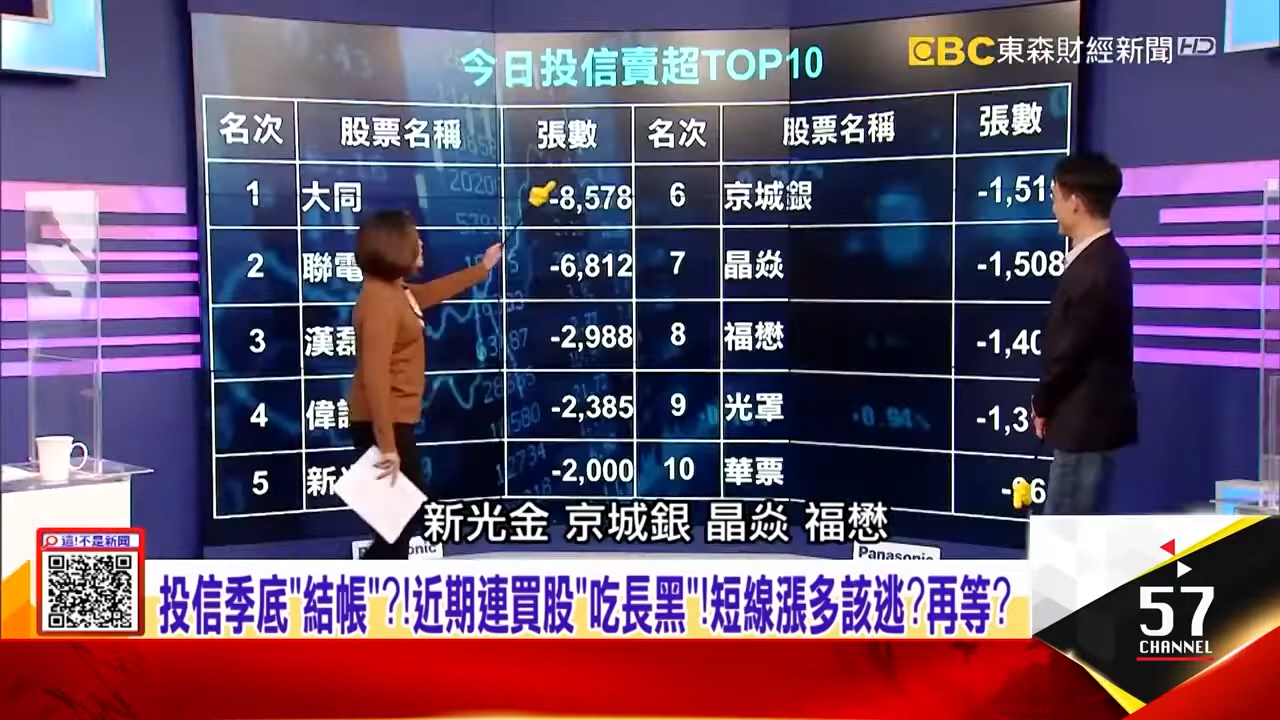 今日投信賣超TOP10
EBC東森財經新聞HD
名次 股票名稱 張數 名次 股票名稱 張數
1 大同 -8,578 6 京城銀
2 聯電 -6,812 7 晶焱 -1,508
3 漢磊 -2,988 8 福懋
4 -2,385 9 光罩
5 -2,000 10 華票
新光金 京城銀 晶焱 福懋
Panasonic
這!不是新聞
投信季底"結帳"?!近期連買股"吃長黑"!短線漲多該逃?再等?
57
CHANNEL